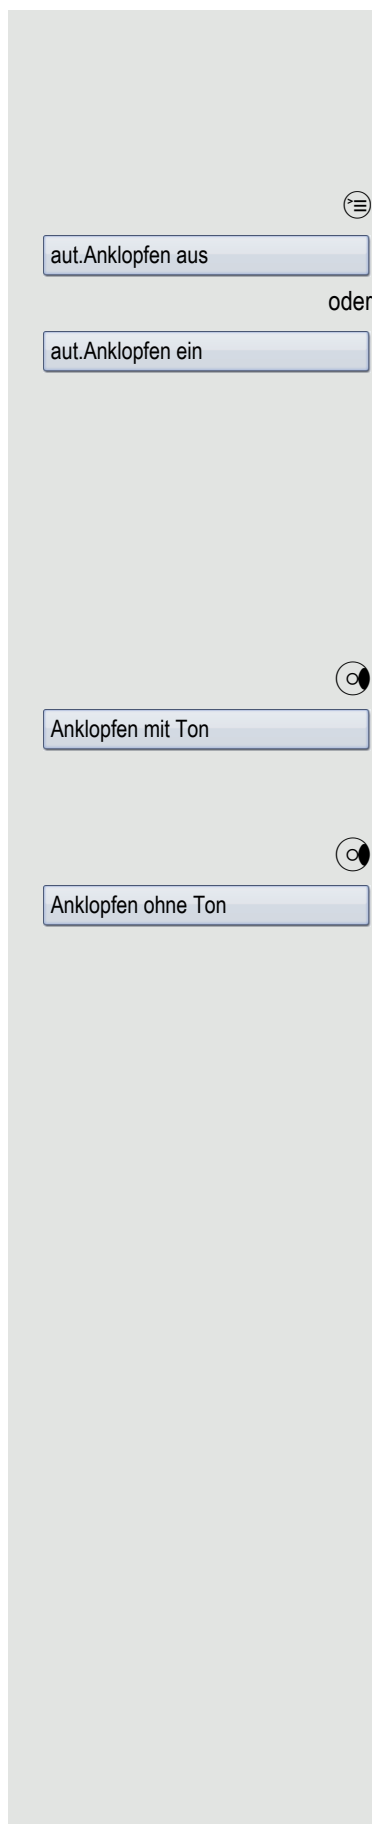 aut.Anklopfen aus
oder
aut.Anklopfen ein
Anklopfen mit Ton
Anklopfen ohne Ton